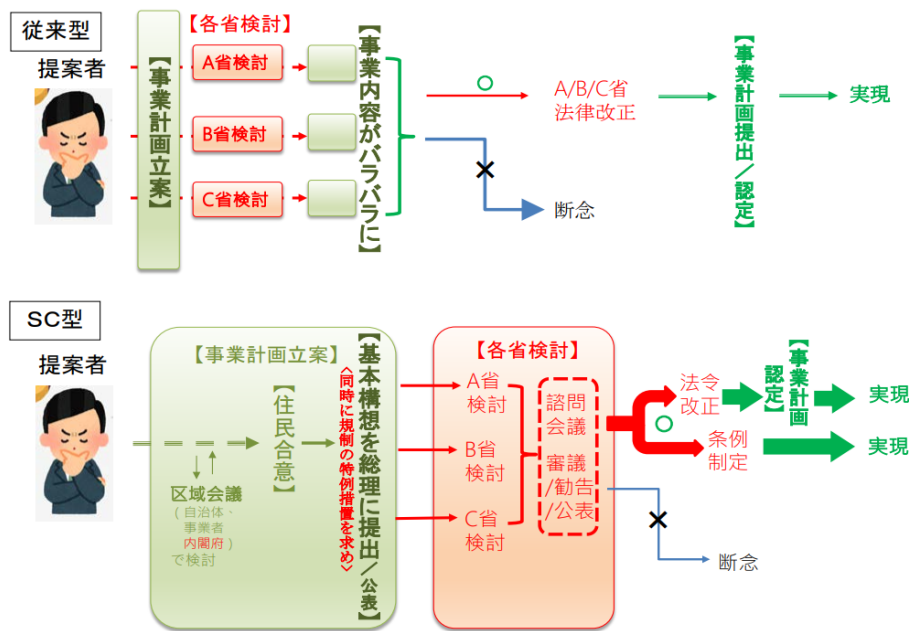 従来型
提案者
【事業計画立案】
【各省検討】
A省検討
B省検討
C省検討
【事業内容がバラバラに】
A/B/C省
法律改正
断念
【事業計画提出/認定】
実現
SC型
提案者
【事業計画立案】
区域会議
(自治体、
事業者
内閣府)
で検討
【住民合意】
【基本構想を総理に提出/公表】
<同時に規制の特例措置を求め>
【各省検討】
A省
検討
B省
検討
C省
検討
諮問
会議
審議
/勧告
/公表
法令
改正
条例
制定
断念
【事業計画
認定】
実現
実現